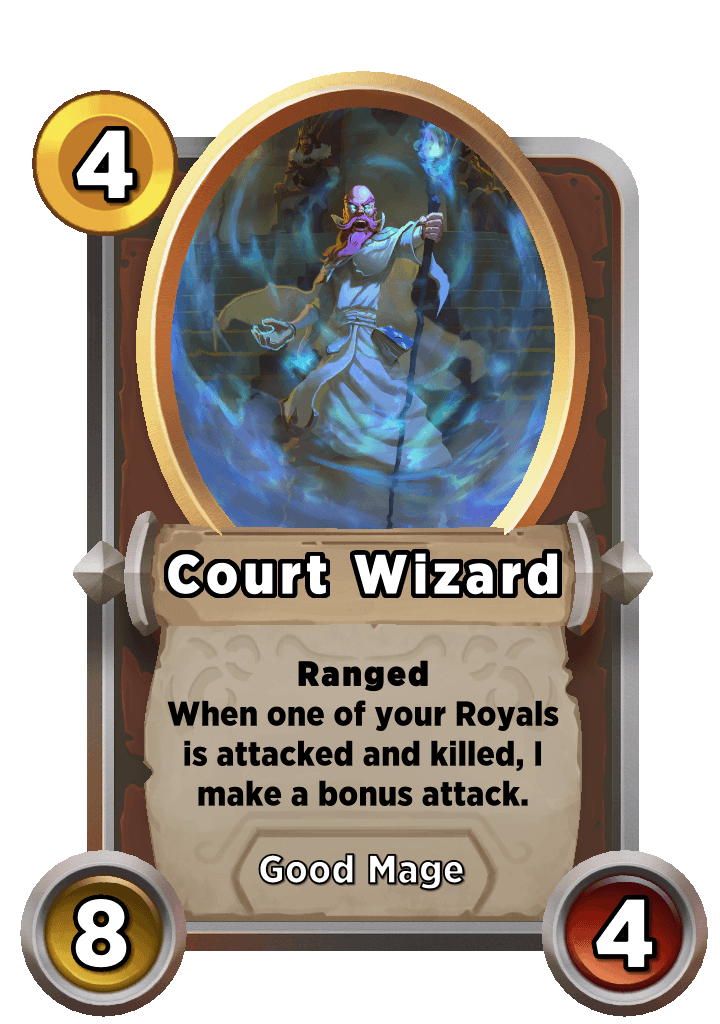 4
Court Wizard
Ranged
When one of your Royals
is attacked and killed, I
make a bonus attack.
Good Mage
8
4